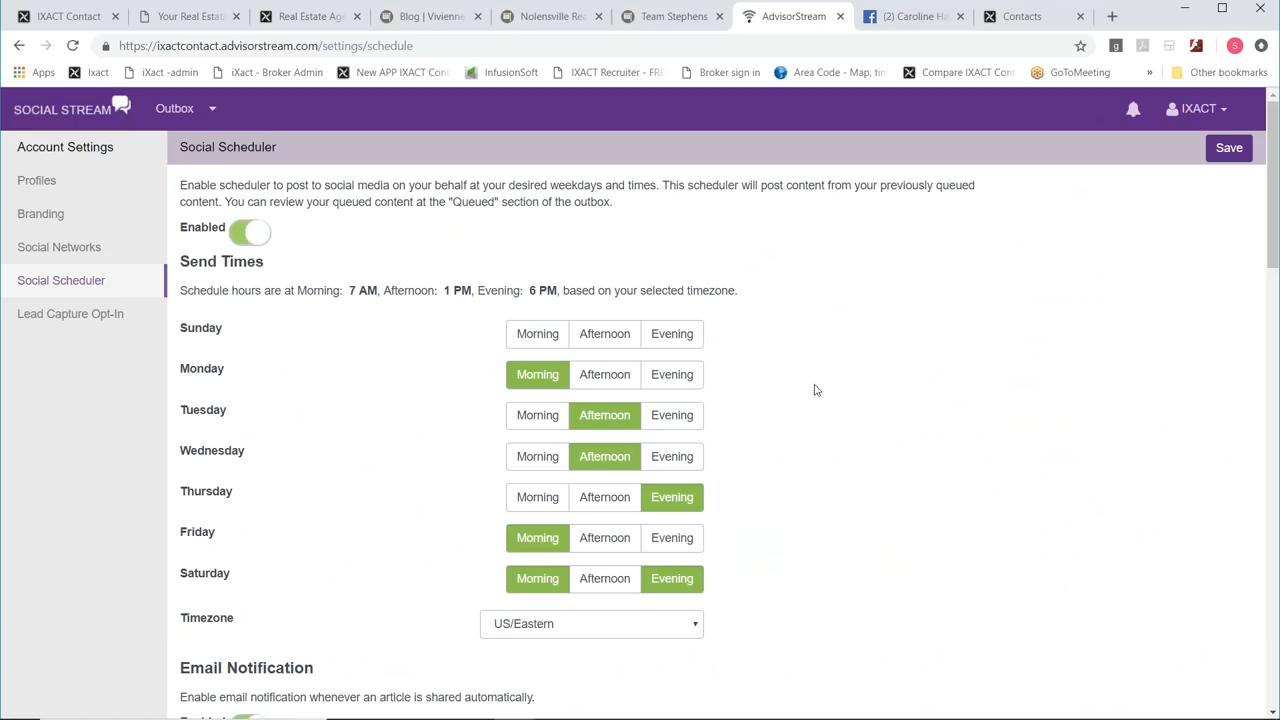 IXACT Contact
Your Real Esta
Real Estate Ag
Blog | Vivienne
Nolensville Rea
Team Stephens
AdvisorStream
(2) Caroline Ha
Contacts
https://ixactcontact.advisorstream.com/settings/schedule
Apps
Ixact
iXact -admin
iXact - Broker Admin
New APP IXACT Con
InfusionSoft
IXACT Recruiter - FRE
Broker sign in
Area Code - Map, tim
Compare IXACT Cont
GoToMeeting
»
Other bookmarks
SOCIAL STREAM
Outbox
IXACT
Account Settings
Profiles
Branding
Social Networks
Social Scheduler
Lead Capture Opt-In
Social Scheduler
Save
Enable scheduler to post to social media on your behalf at your desired weekdays and times. This scheduler will post content from your previously queued
content. You can review your queued content at the "Queued" section of the outbox.
Enabled
Send Times
Schedule hours are at Morning: 7 AM, Afternoon: 1 PM, Evening: 6 PM, based on your selected timezone.
Sunday Morning Afternoon Evening
Monday Morning Afternoon Evening
Tuesday Morning Afternoon Evening
Wednesday Morning Afternoon Evening
Thursday Morning Afternoon Evening
Friday Morning Afternoon Evening
Saturday Morning Afternoon Evening
Timezone US/Eastern
Email Notification
Enable email notification whenever an article is shared automatically.